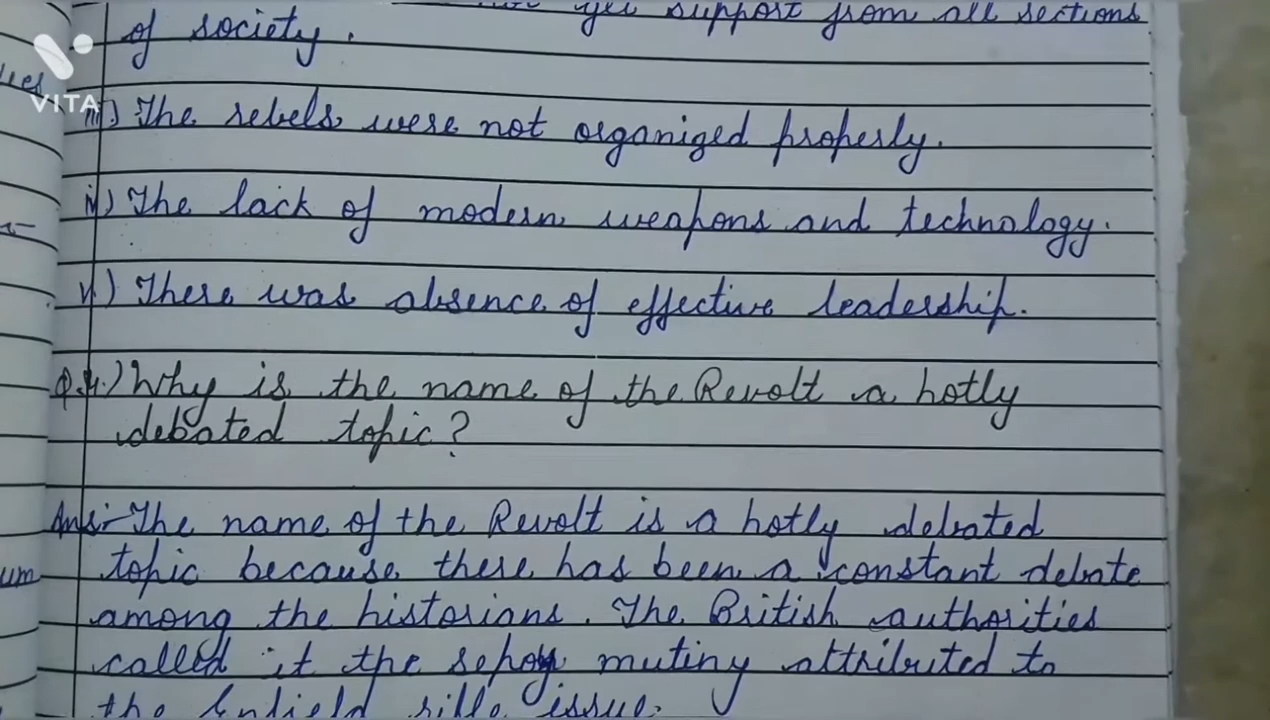 yet support from all sections
of society.
VITA
iii) The rebels were not organized properly.
iv) The lack of modern weapons and technology.
v) There was absence of effective leadership.
Q.4.) Why is the name of the Revolt a hotly
debated topic?
Ans:- The name of the Revolt is a hotly debated
topic because there has been a constant debate
um
among the historians. The British authorities
called it the sepoy mutiny attributed to
the Enfield rifle issue.